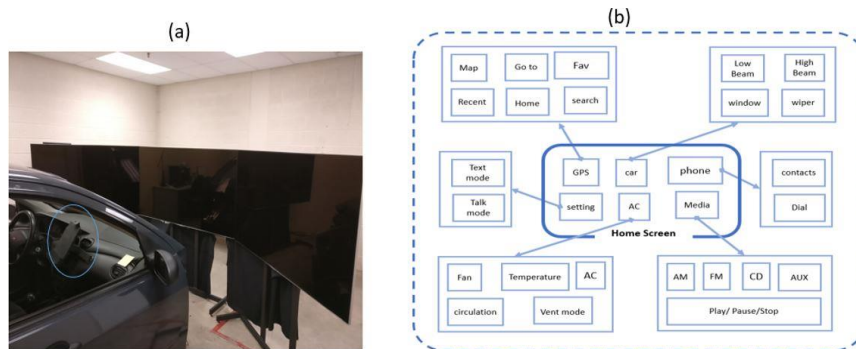 (a)
(b)
Map
Go to
Fav
Recent
Home
search
Low Beam
High Beam
window
wiper
Text mode
Talk mode
GPS
car
phone
setting
AC
Media
Home Screen
contacts
Dial
Fan
Temperature
AC
circulation
Vent mode
AM
FM
CD
AUX
Play/ Pause/Stop